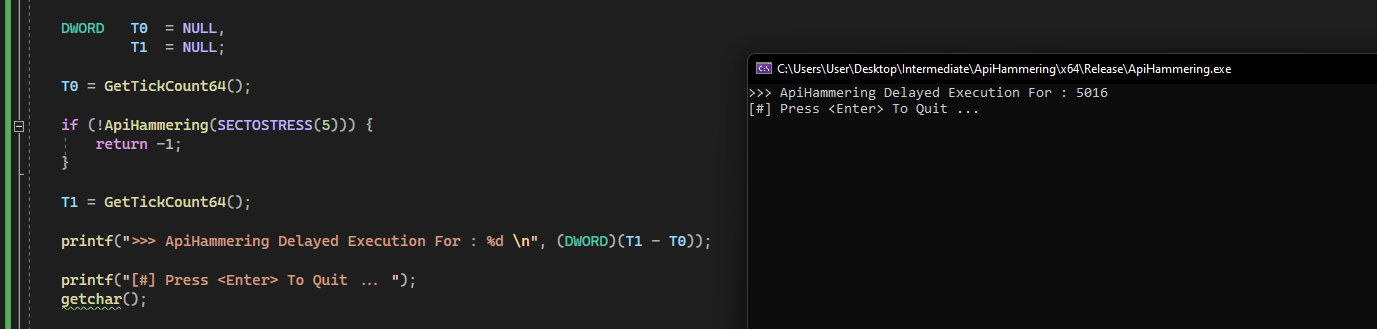 DWORD T0 = NULL,
T1 = NULL;
T0 = GetTickCount64();
if (!ApiHammering(SECTOSTRESS(5))) {
return -1;
}
T1 = GetTickCount64();
printf(">>> ApiHammering Delayed Execution For : %d \n", (DWORD)(T1 - T0));
printf("[#] Press <Enter> To Quit ... ");
getchar();
C:\Users\User\Desktop\Intermediate\ApiHammering\x64\Release\ApiHammering.exe
>>> ApiHammering Delayed Execution For : 5016
[#] Press <Enter> To Quit ...